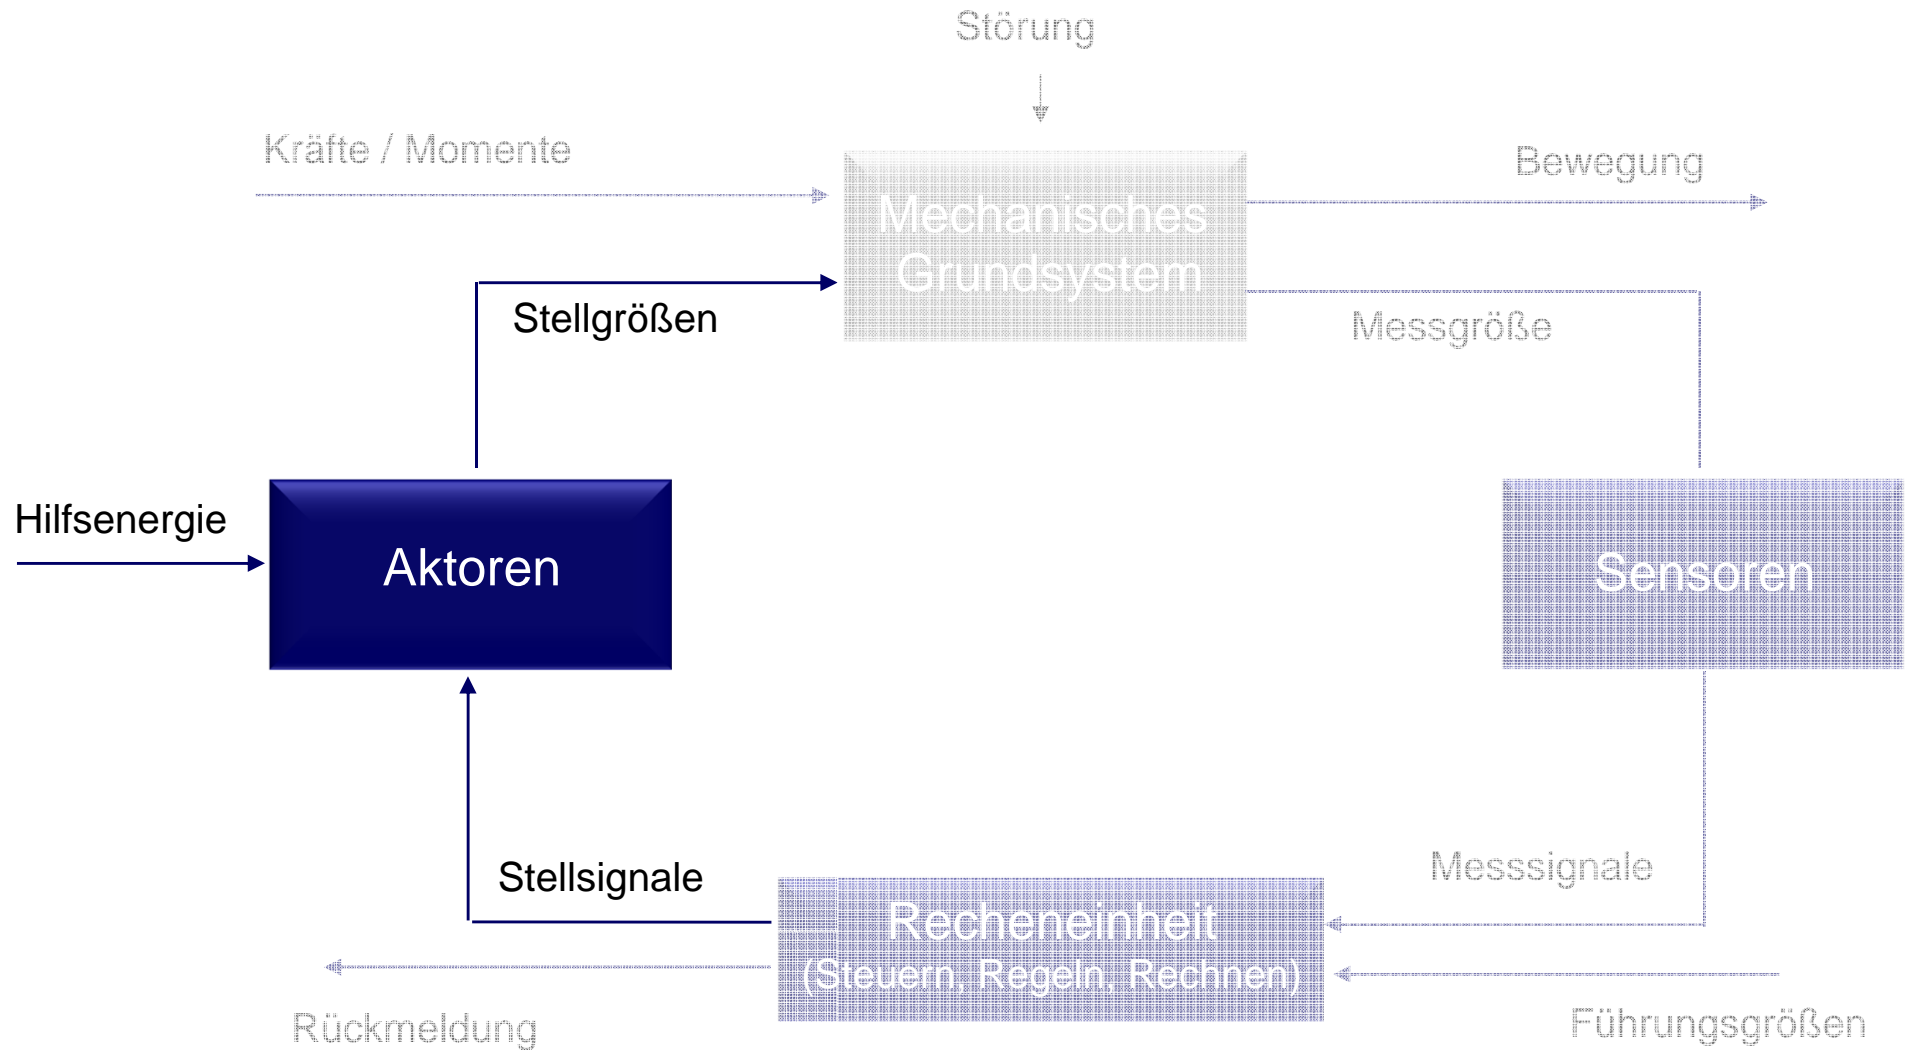 Störung
Kräfte / Momente
Bewegung
Mechanisches
Grundsystem
Stellgrößen
Messgröße
Hilfsenergie
Aktoren
Sensoren
Stellsignale
Messsignale
Recheneinheit
(Steuern, Regeln, Rechnen)
Rückmeldung
Führungsgrößen